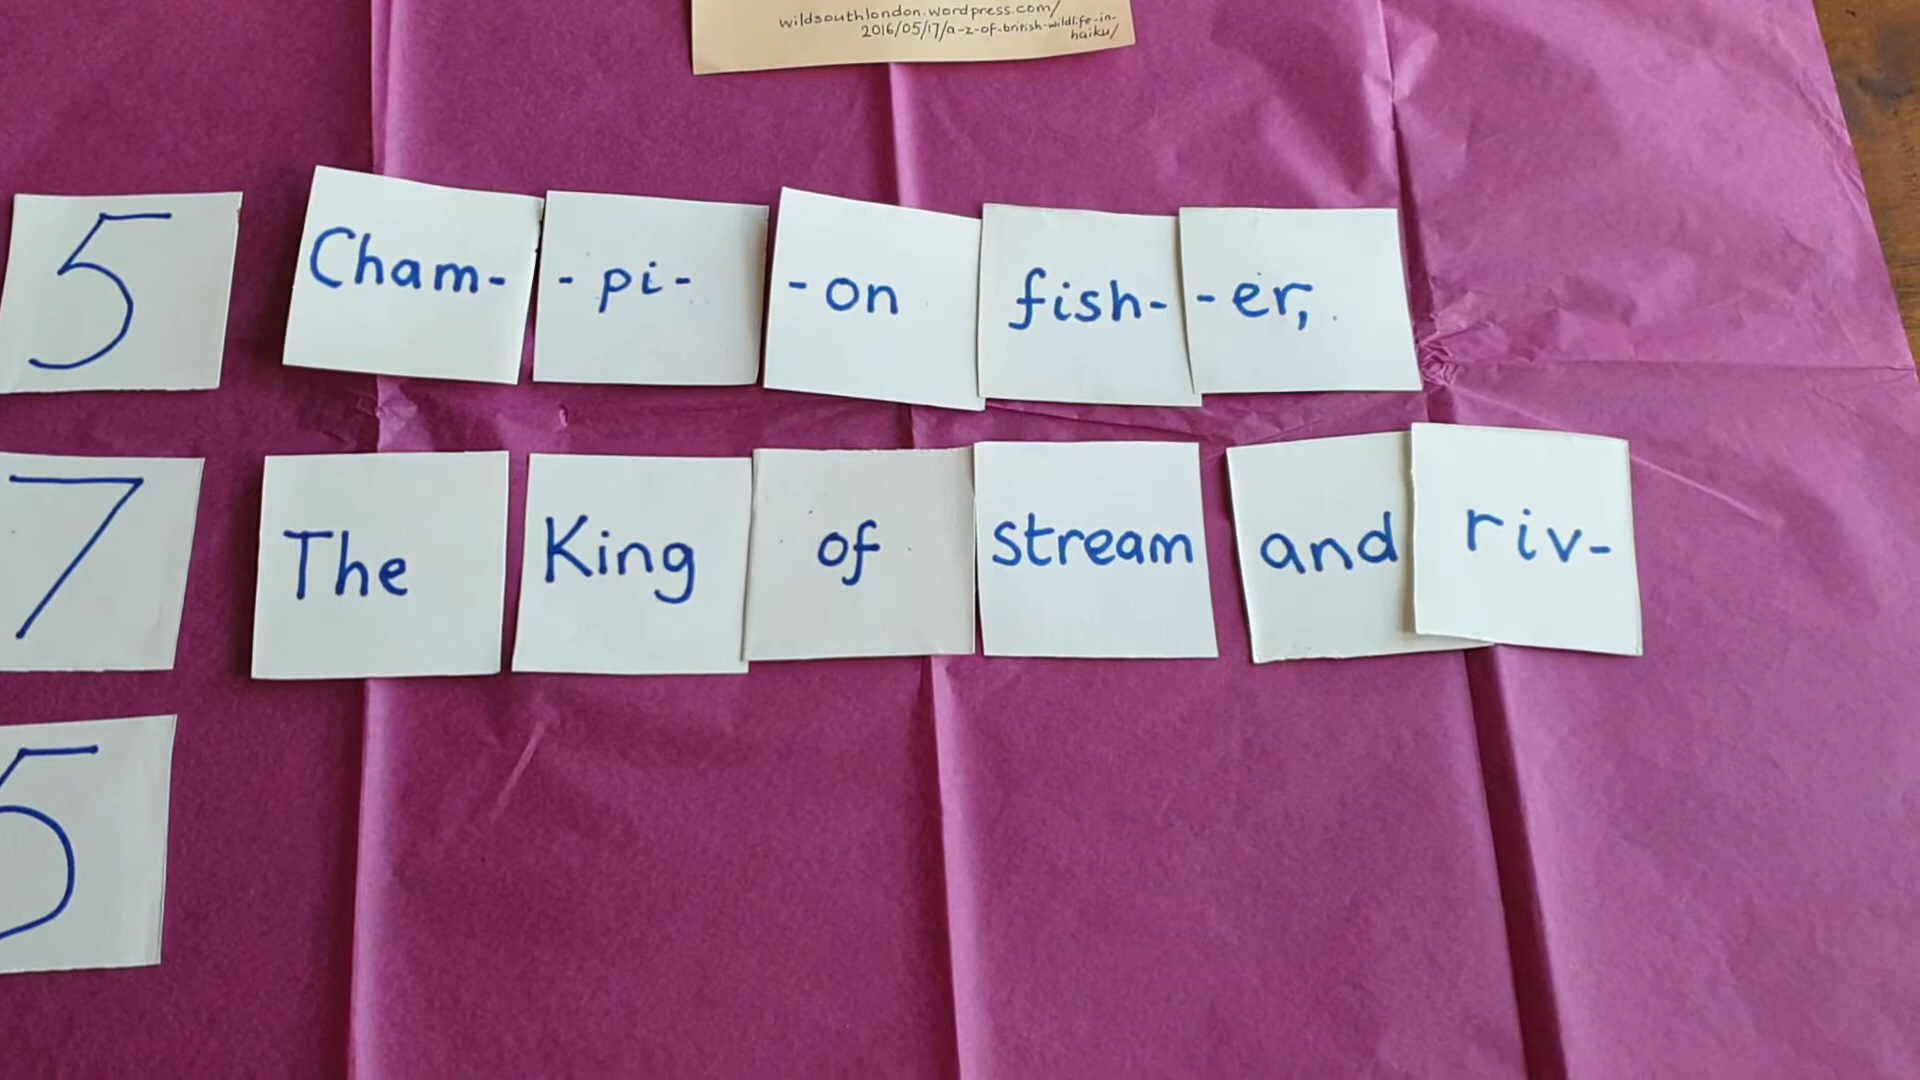 wildsouthlondon.wordpress.com/
2016/05/17/a-z-of-british-wildlife-in-
haiku/
5 Cham- -pi- -on fish- -er,
7 The King of stream and riv-
5